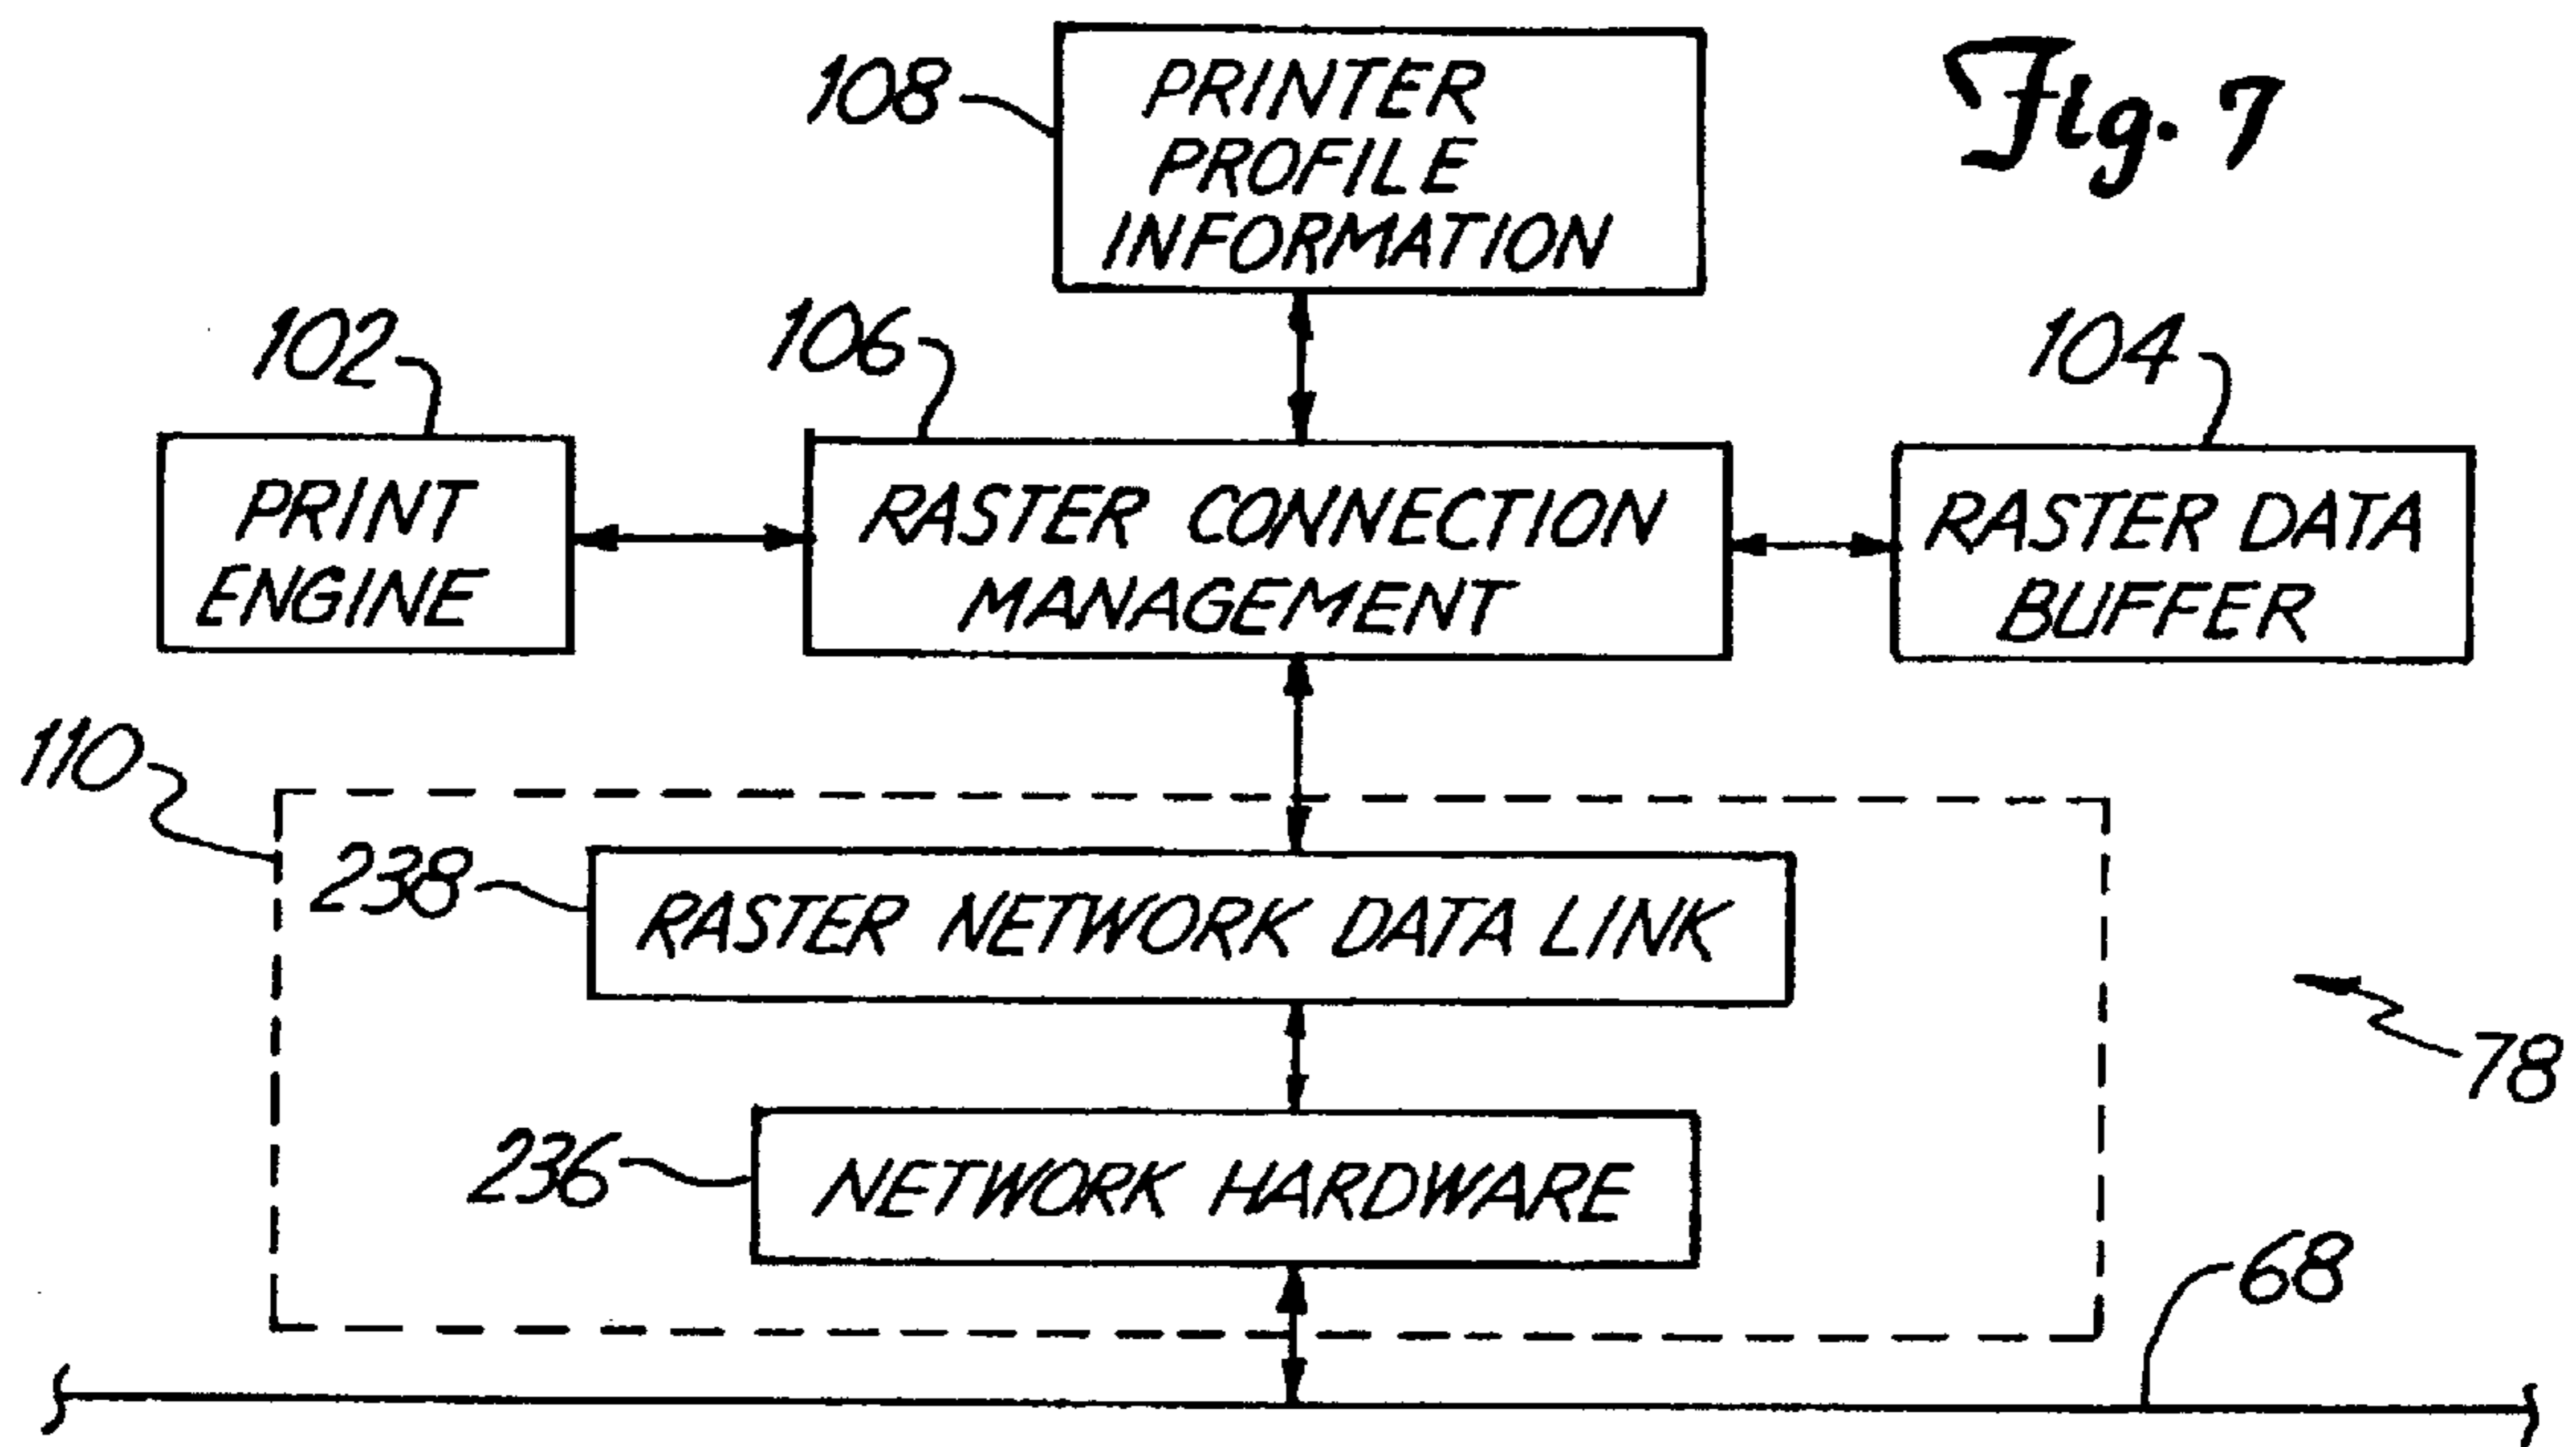 Fig. 7
108
PRINTER
PROFILE
INFORMATION
102
106
104
PRINT
ENGINE
RASTER CONNECTION
MANAGEMENT
RASTER DATA
BUFFER
110
238
RASTER NETWORK DATA LINK
78
236
NETWORK HARDWARE
68